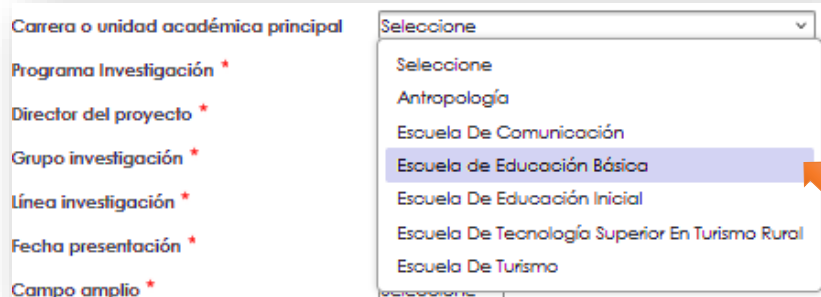 Carrera o unidad académica principal
Seleccione
Programa Investigación *
Director del proyecto *
Grupo investigación *
Línea investigación *
Fecha presentación *
Campo amplio *
Seleccione
Antropología
Escuela De Comunicación
Escuela de Educación Básica
Escuela De Educación Inicial
Escuela De Tecnología Superior En Turismo Rural
Escuela De Turismo
Seleccione